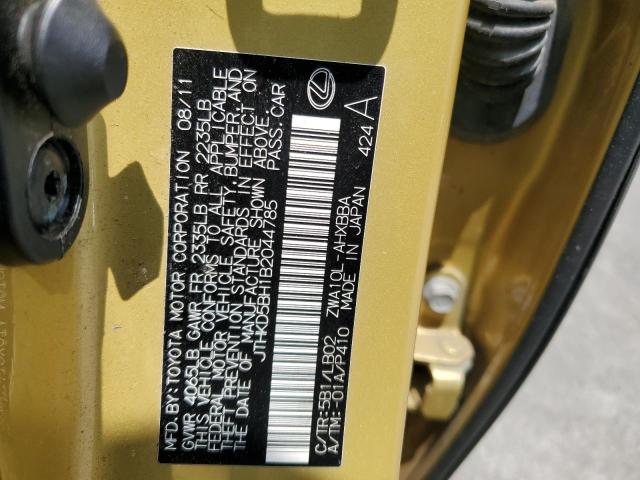 MFD. BY: TOYOTA MOTOR CORPORATION 08/11
GVWR 4065LB GAWR FR 2335LB RR 2235LB
THIS VEHICLE CONFORMS TO ALL APPLICABLE
FEDERAL MOTOR VEHICLE SAFETY, BUMPER, AND
THEFT PREVENTION STANDARDS IN EFFECT ON
THE DATE OF MANUFACTURE SHOWN ABOVE.
JTHKD5BH1B2044785 PASS. CAR
C/TR: 5B1/LB02 ZWA10L-AHXBBA
A/TM: -01A/P410 MADE IN JAPAN 424 A